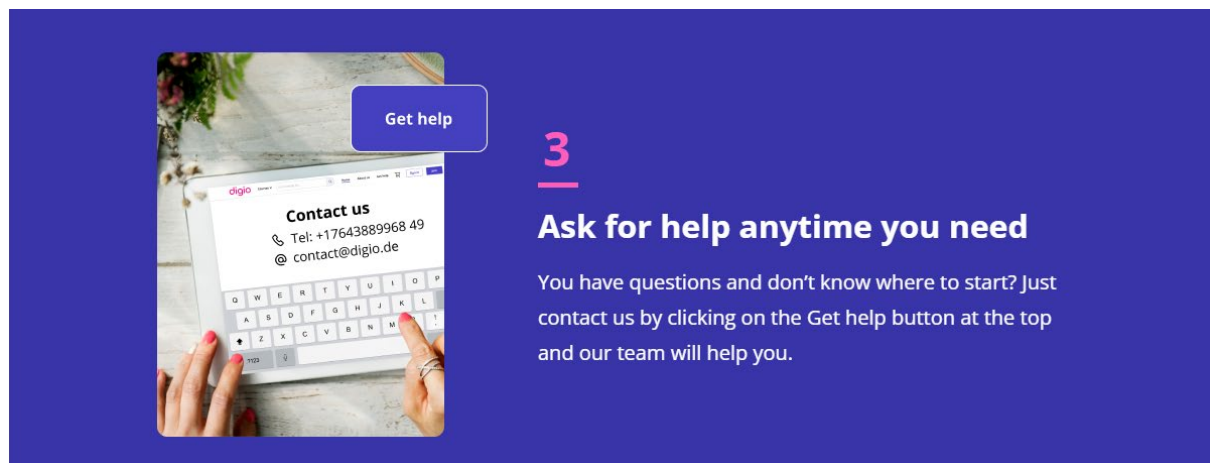 Get help
digio
Contact us
Tel: +17643889968 49
@ contact@digio.de
Q W E R T Y U I O P
A S D F G H J K L
Z X C V B N M
?123
3
Ask for help anytime you need
You have questions and don’t know where to start? Just
contact us by clicking on the Get help button at the top
and our team will help you.